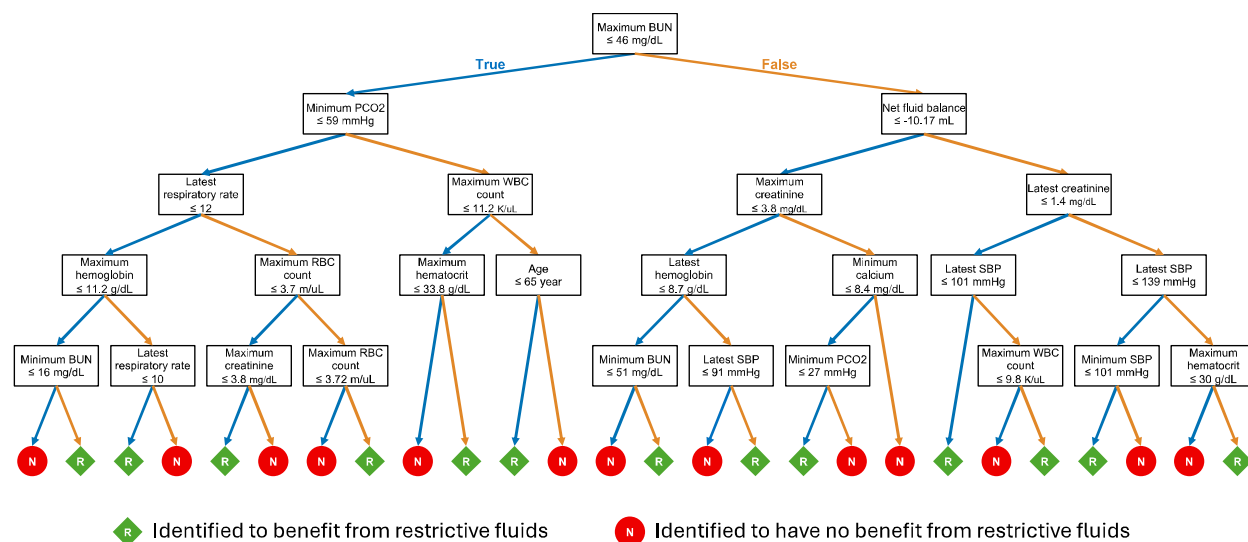 Maximum BUN
≤ 46 mg/dL
True
False
Minimum PCO2
≤ 59 mmHg
Net fluid balance
≤ -10.17 mL
Latest
respiratory rate
≤ 12
Maximum WBC
count
≤ 11.2 K/uL
Maximum
creatinine
≤ 3.8 mg/dL
Latest creatinine
≤ 1.4 mg/dL
Maximum
hemoglobin
≤ 11.2 g/dL
Maximum RBC
count
≤ 3.7 m/uL
Maximum
hematocrit
≤ 33.8 g/dL
Age
≤ 65 year
Latest
hemoglobin
≤ 8.7 g/dL
Minimum
calcium
≤ 8.4 mg/dL
Latest SBP
≤ 101 mmHg
Latest SBP
≤ 139 mmHg
Minimum BUN
≤ 16 mg/dL
Latest
respiratory rate
≤ 10
Maximum
creatinine
≤ 3.8 mg/dL
Maximum RBC
count
≤ 3.72 m/uL
Minimum BUN
≤ 51 mg/dL
Latest SBP
≤ 91 mmHg
Minimum PCO2
≤ 27 mmHg
Maximum WBC
count
≤ 9.8 K/uL
Minimum SBP
≤ 101 mmHg
Maximum
hematocrit
≤ 30 g/dL
N R R N R N N R N R R N N R N R R N N R N R R N N R
R Identified to benefit from restrictive fluids
N Identified to have no benefit from restrictive fluids